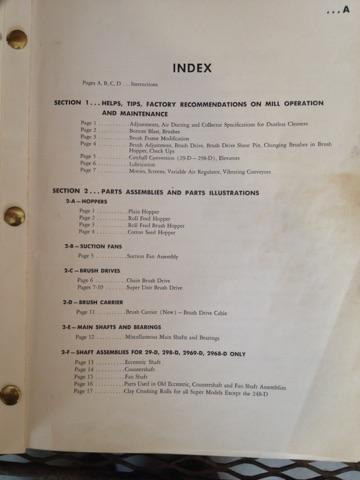 ...A
INDEX
Pages A, B, C, D ... Instructions
SECTION 1 ... HELPS, TIPS, FACTORY RECOMMENDATIONS ON MILL OPERATION
AND MAINTENANCE
Page 1 ........... Adjustments, Air Ducting and Collector Specifications for Dustless Cleaners
Page 2 ........... Bottom Blast, Brushes
Page 3 ........... Brush Frame Modification
Page 4 ........... Brush Adjustment, Brush Drive, Brush Drive Shear Pin, Changing Brushes in Brush
Hopper, Check Ups
Page 5 ........... Conversion (29-D — 298-D), Elevators
Page 6 ........... Lubrication
Page 7 ........... Motors, Screens, Variable Air Regulator, Vibrating Conveyors
SECTION 2 ... PARTS ASSEMBLIES AND PARTS ILLUSTRATIONS
2-A—HOPPERS
Page 1 ........... Plain Hopper
Page 2 ........... Roll Feed Hopper
Page 3 ........... Roll Feed Brush Hopper
Page 4 ........... Cotton Seed Hopper
2-B—SUCTION FANS
Page 5 ........... Suction Fan Assembly
2-C—BRUSH DRIVES
Page 6 ........... Chain Brush Drive
Pages 7-10 ....... Super Unit Brush Drive
2-D—BRUSH CARRIER
Page 11 .......... Brush Carrier (New) — Brush Drive Cable
2-E—MAIN SHAFTS AND BEARINGS
Page 12 .......... Miscellaneous Main Shafts and Bearings
2-F—SHAFT ASSEMBLIES FOR 29-D, 298-D, 2969-D, 2968-D ONLY
Page 13 .......... Eccentric Shaft
Page 14 .......... Countershaft
Page 15 .......... Fan Shaft
Page 16 .......... Parts Used in Old Eccentric, Countershaft and Fan Shaft Assemblies
Page 17 .......... Clay Crushing Rolls for all Super Models Except the 248-D